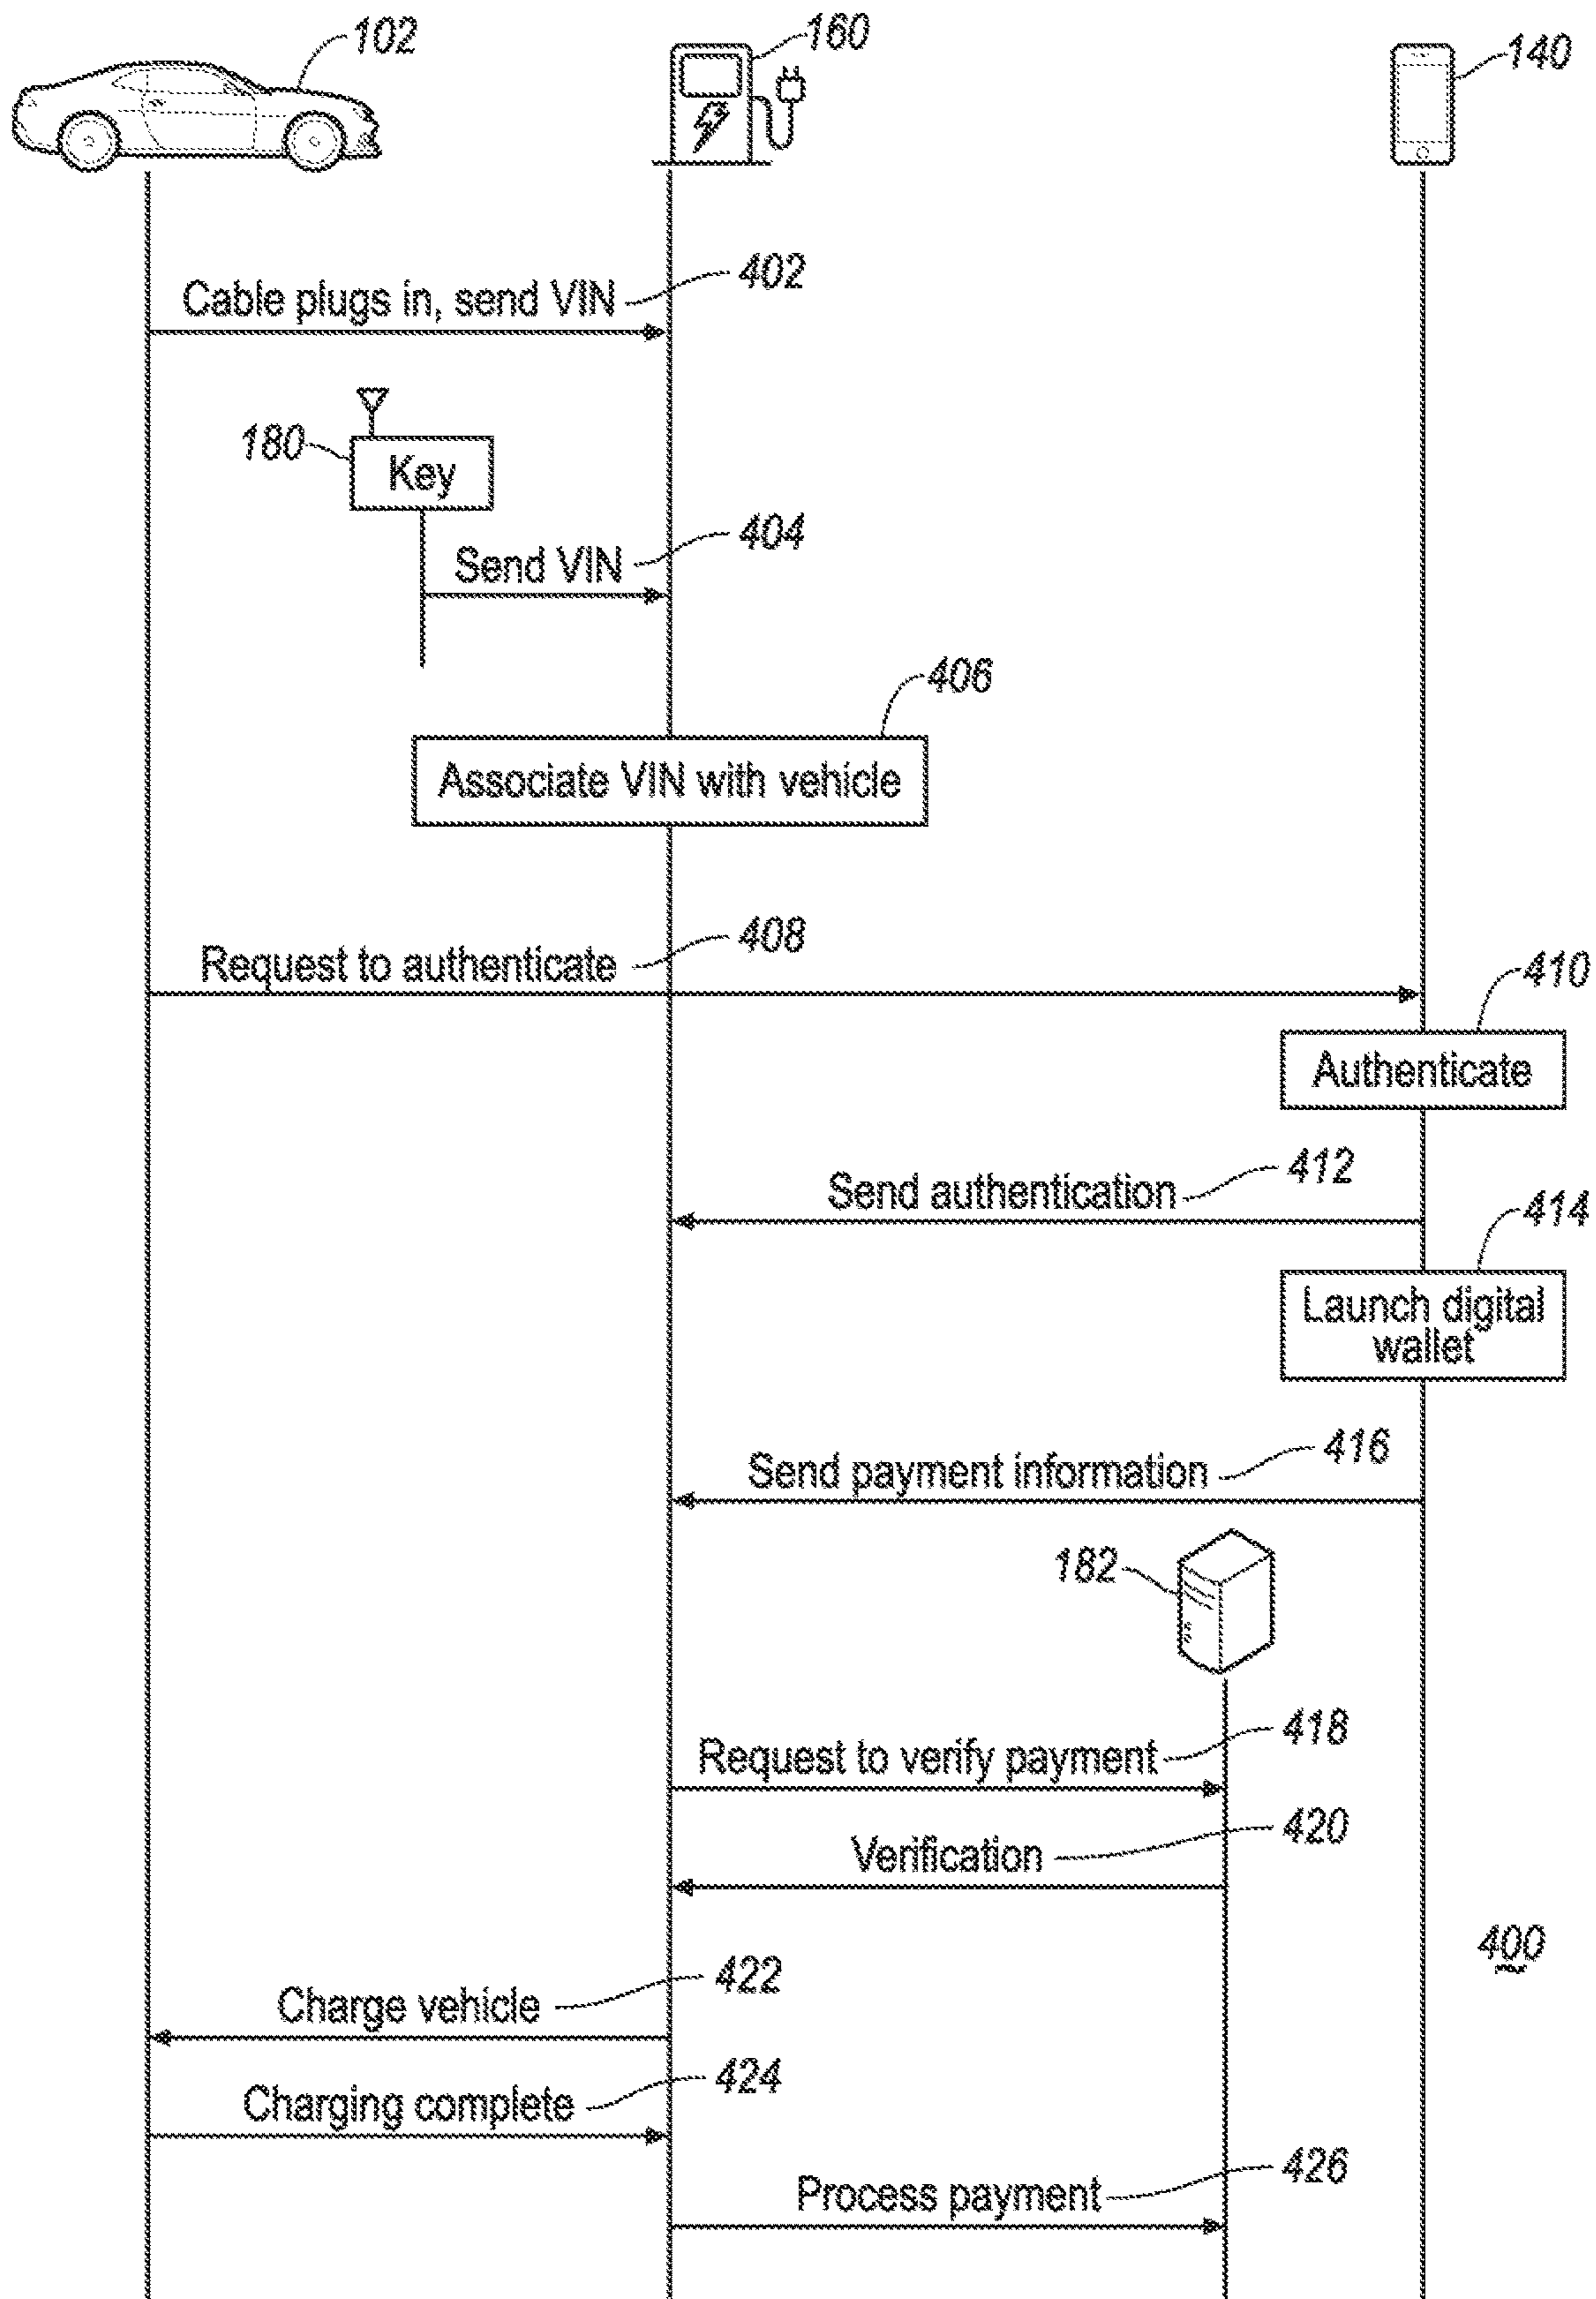 102
160
140
Cable plugs in, send VIN
402
180
Key
Send VIN
404
406
Associate VIN with vehicle
Request to authenticate
408
410
Authenticate
Send authentication
412
414
Launch digital
wallet
Send payment information
416
182
Request to verify payment
418
Verification
420
400
Charge vehicle
422
Charging complete
424
Process payment
426